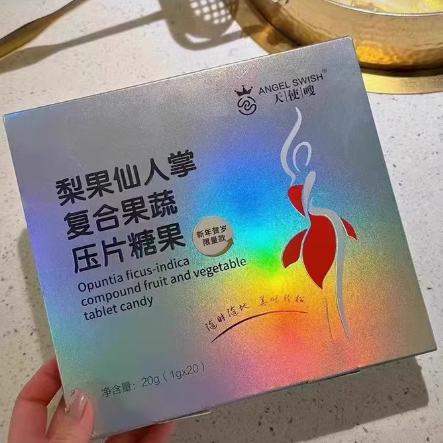 ANGEL SWISH®
天使嗖
梨果仙人掌
复合果蔬
压片糖果
新年贺岁
限量款
Opuntia ficus-indica
compound fruit and vegetable
tablet candy
随时随地 美味轻松
净含量：20g（1gx20）